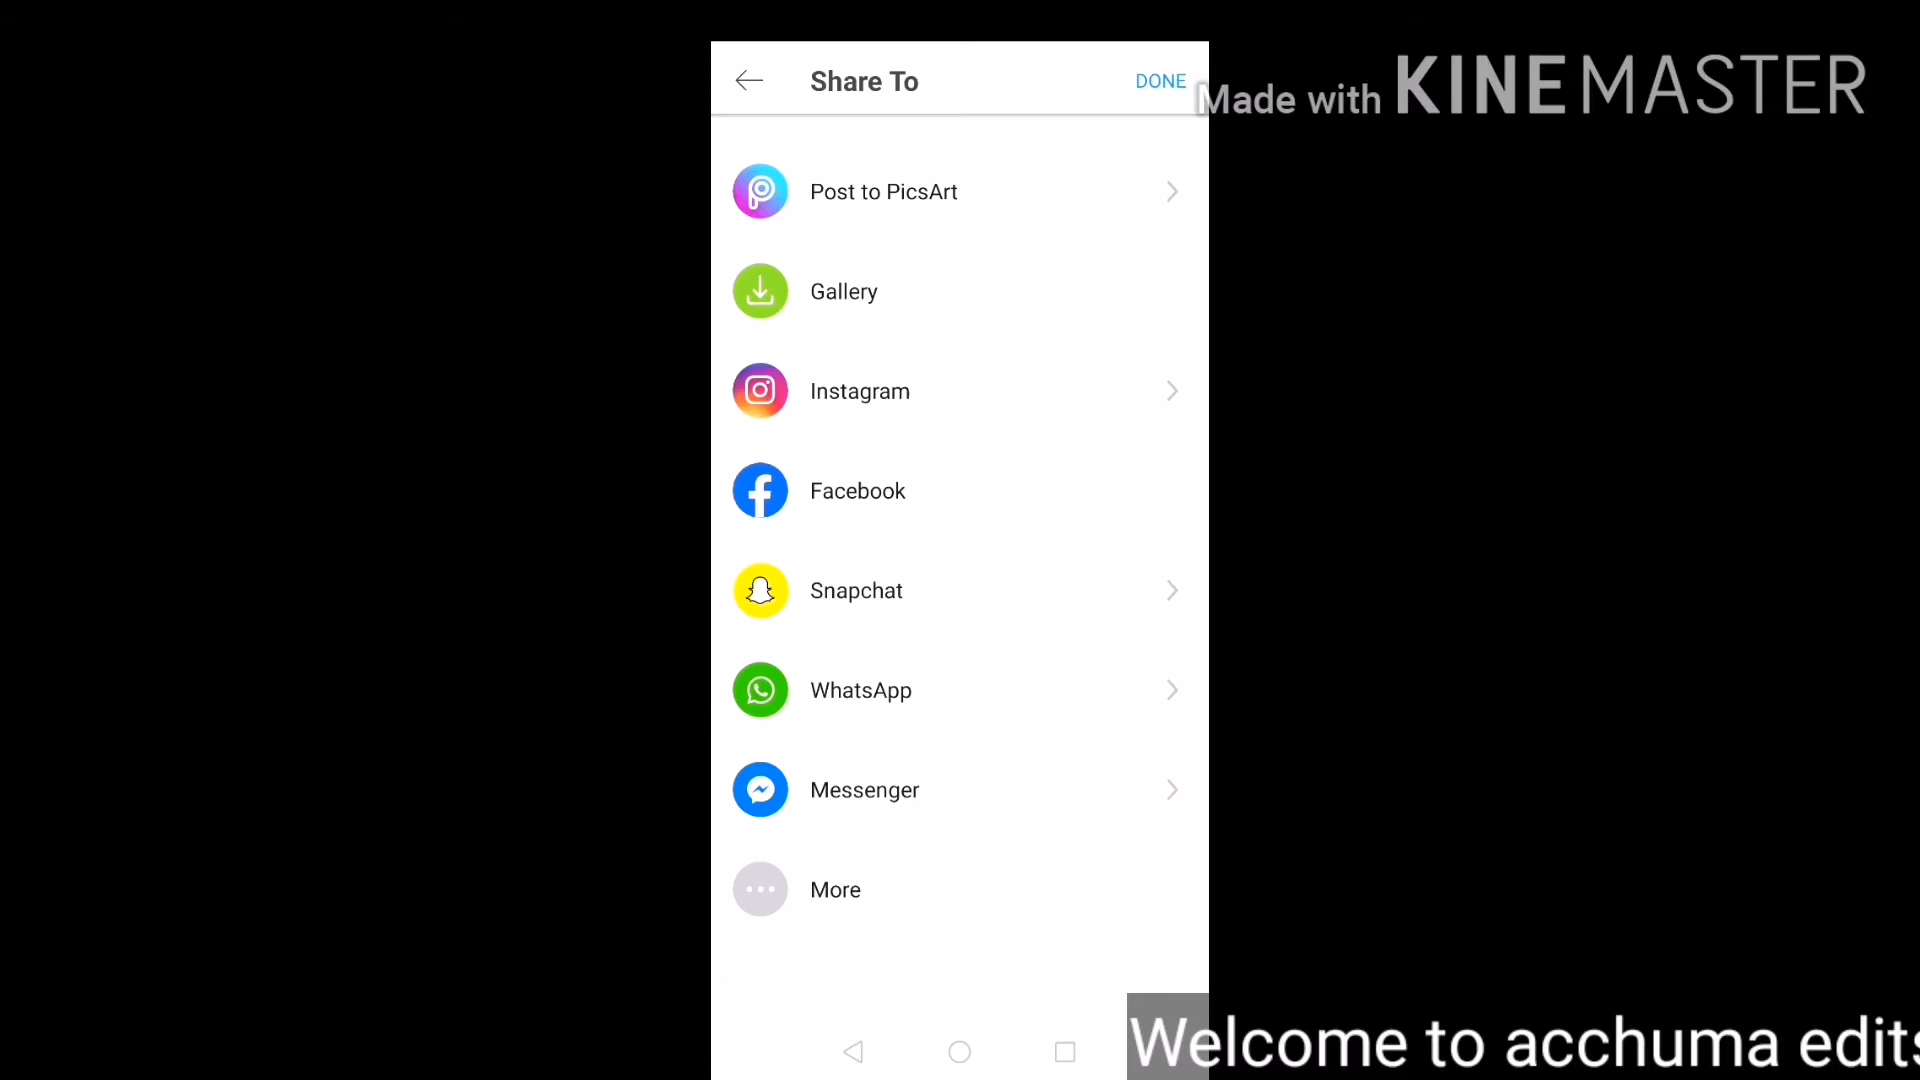 Share To
DONE
Made with KINEMASTER
Post to PicsArt
Gallery
Instagram
Facebook
Snapchat
WhatsApp
Messenger
More
Welcome to acchuma edits